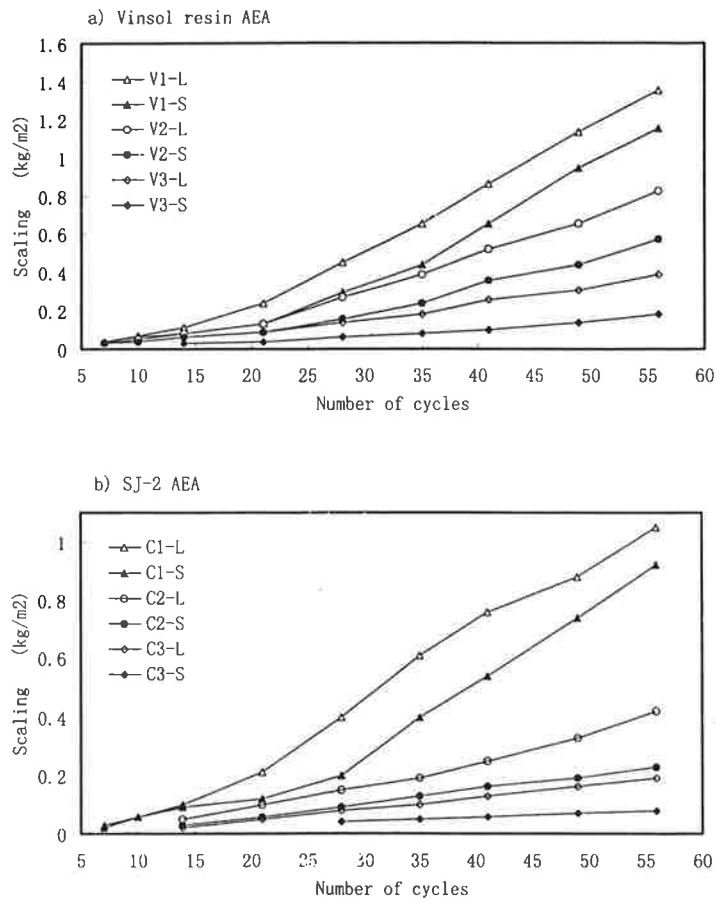 a) Vinsol resin AEA
1.6
1.4
1.2
1
0.8
0.6
0.4
0.2
0
Scaling (kg/m2)
V1-L
V1-S
V2-L
V2-S
V3-L
V3-S
5 10 15 20 25 30 35 40 45 50 55 60
Number of cycles
b) SJ-2 AEA
1
0.8
0.6
0.4
0.2
0
Scaling (kg/m2)
C1-L
C1-S
C2-L
C2-S
C3-L
C3-S
5 10 15 20 25 30 35 40 45 50 55 60
Number of cycles